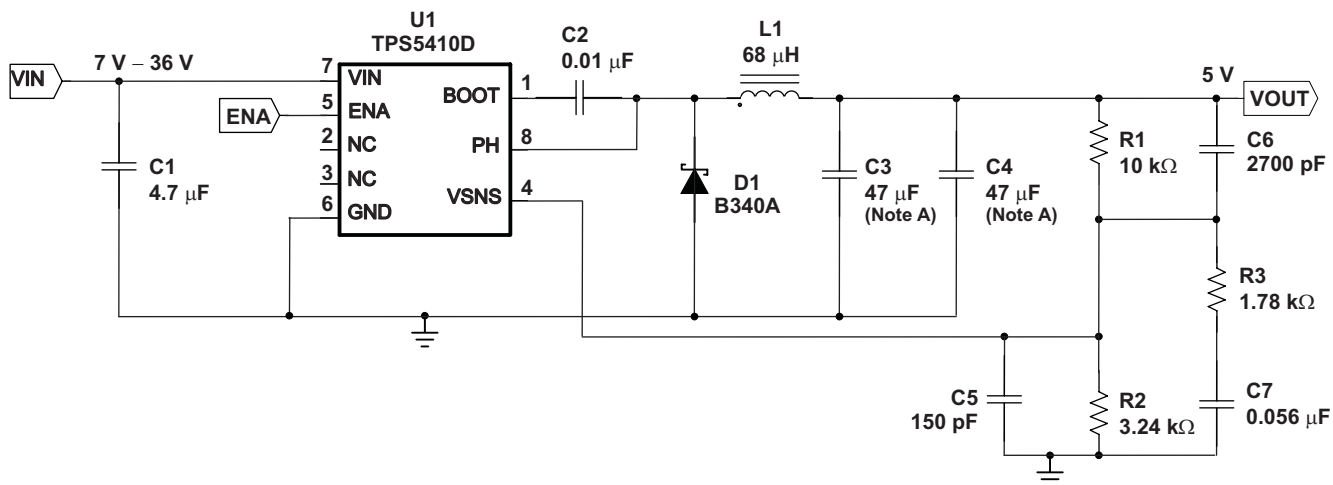 U1
TPS5410D
VIN
7 V – 36 V
7
VIN
ENA
5
ENA
2
NC
3
NC
6
GND
BOOT
1
PH
8
VSNS
4
C1
4.7 μF
C2
0.01 μF
L1
68 μH
D1
B340A
C3
47 μF
(Note A)
C4
47 μF
(Note A)
5 V
VOUT
R1
10 kΩ
C6
2700 pF
R3
1.78 kΩ
C5
150 pF
R2
3.24 kΩ
C7
0.056 μF